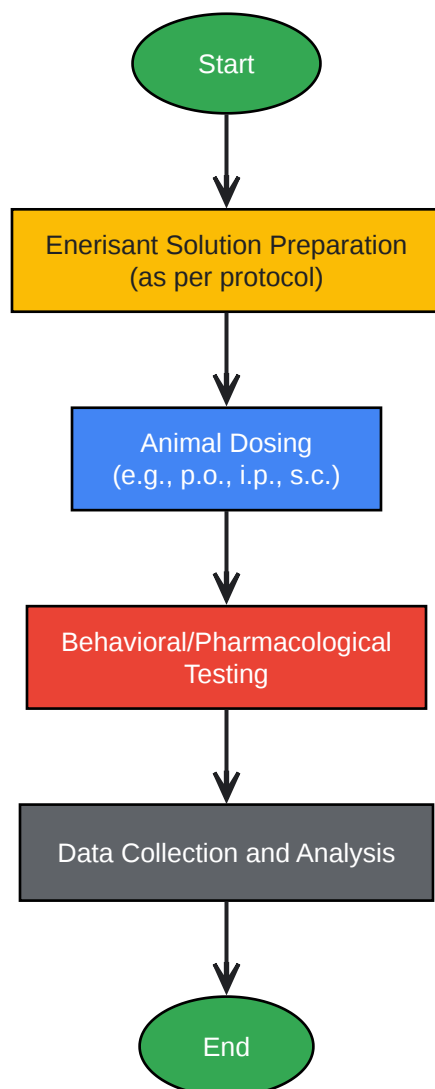 Start
Enerisant Solution Preparation
(as per protocol)
Animal Dosing
(e.g., p.o., i.p., s.c.)
Behavioral/Pharmacological
Testing
Data Collection and Analysis
End